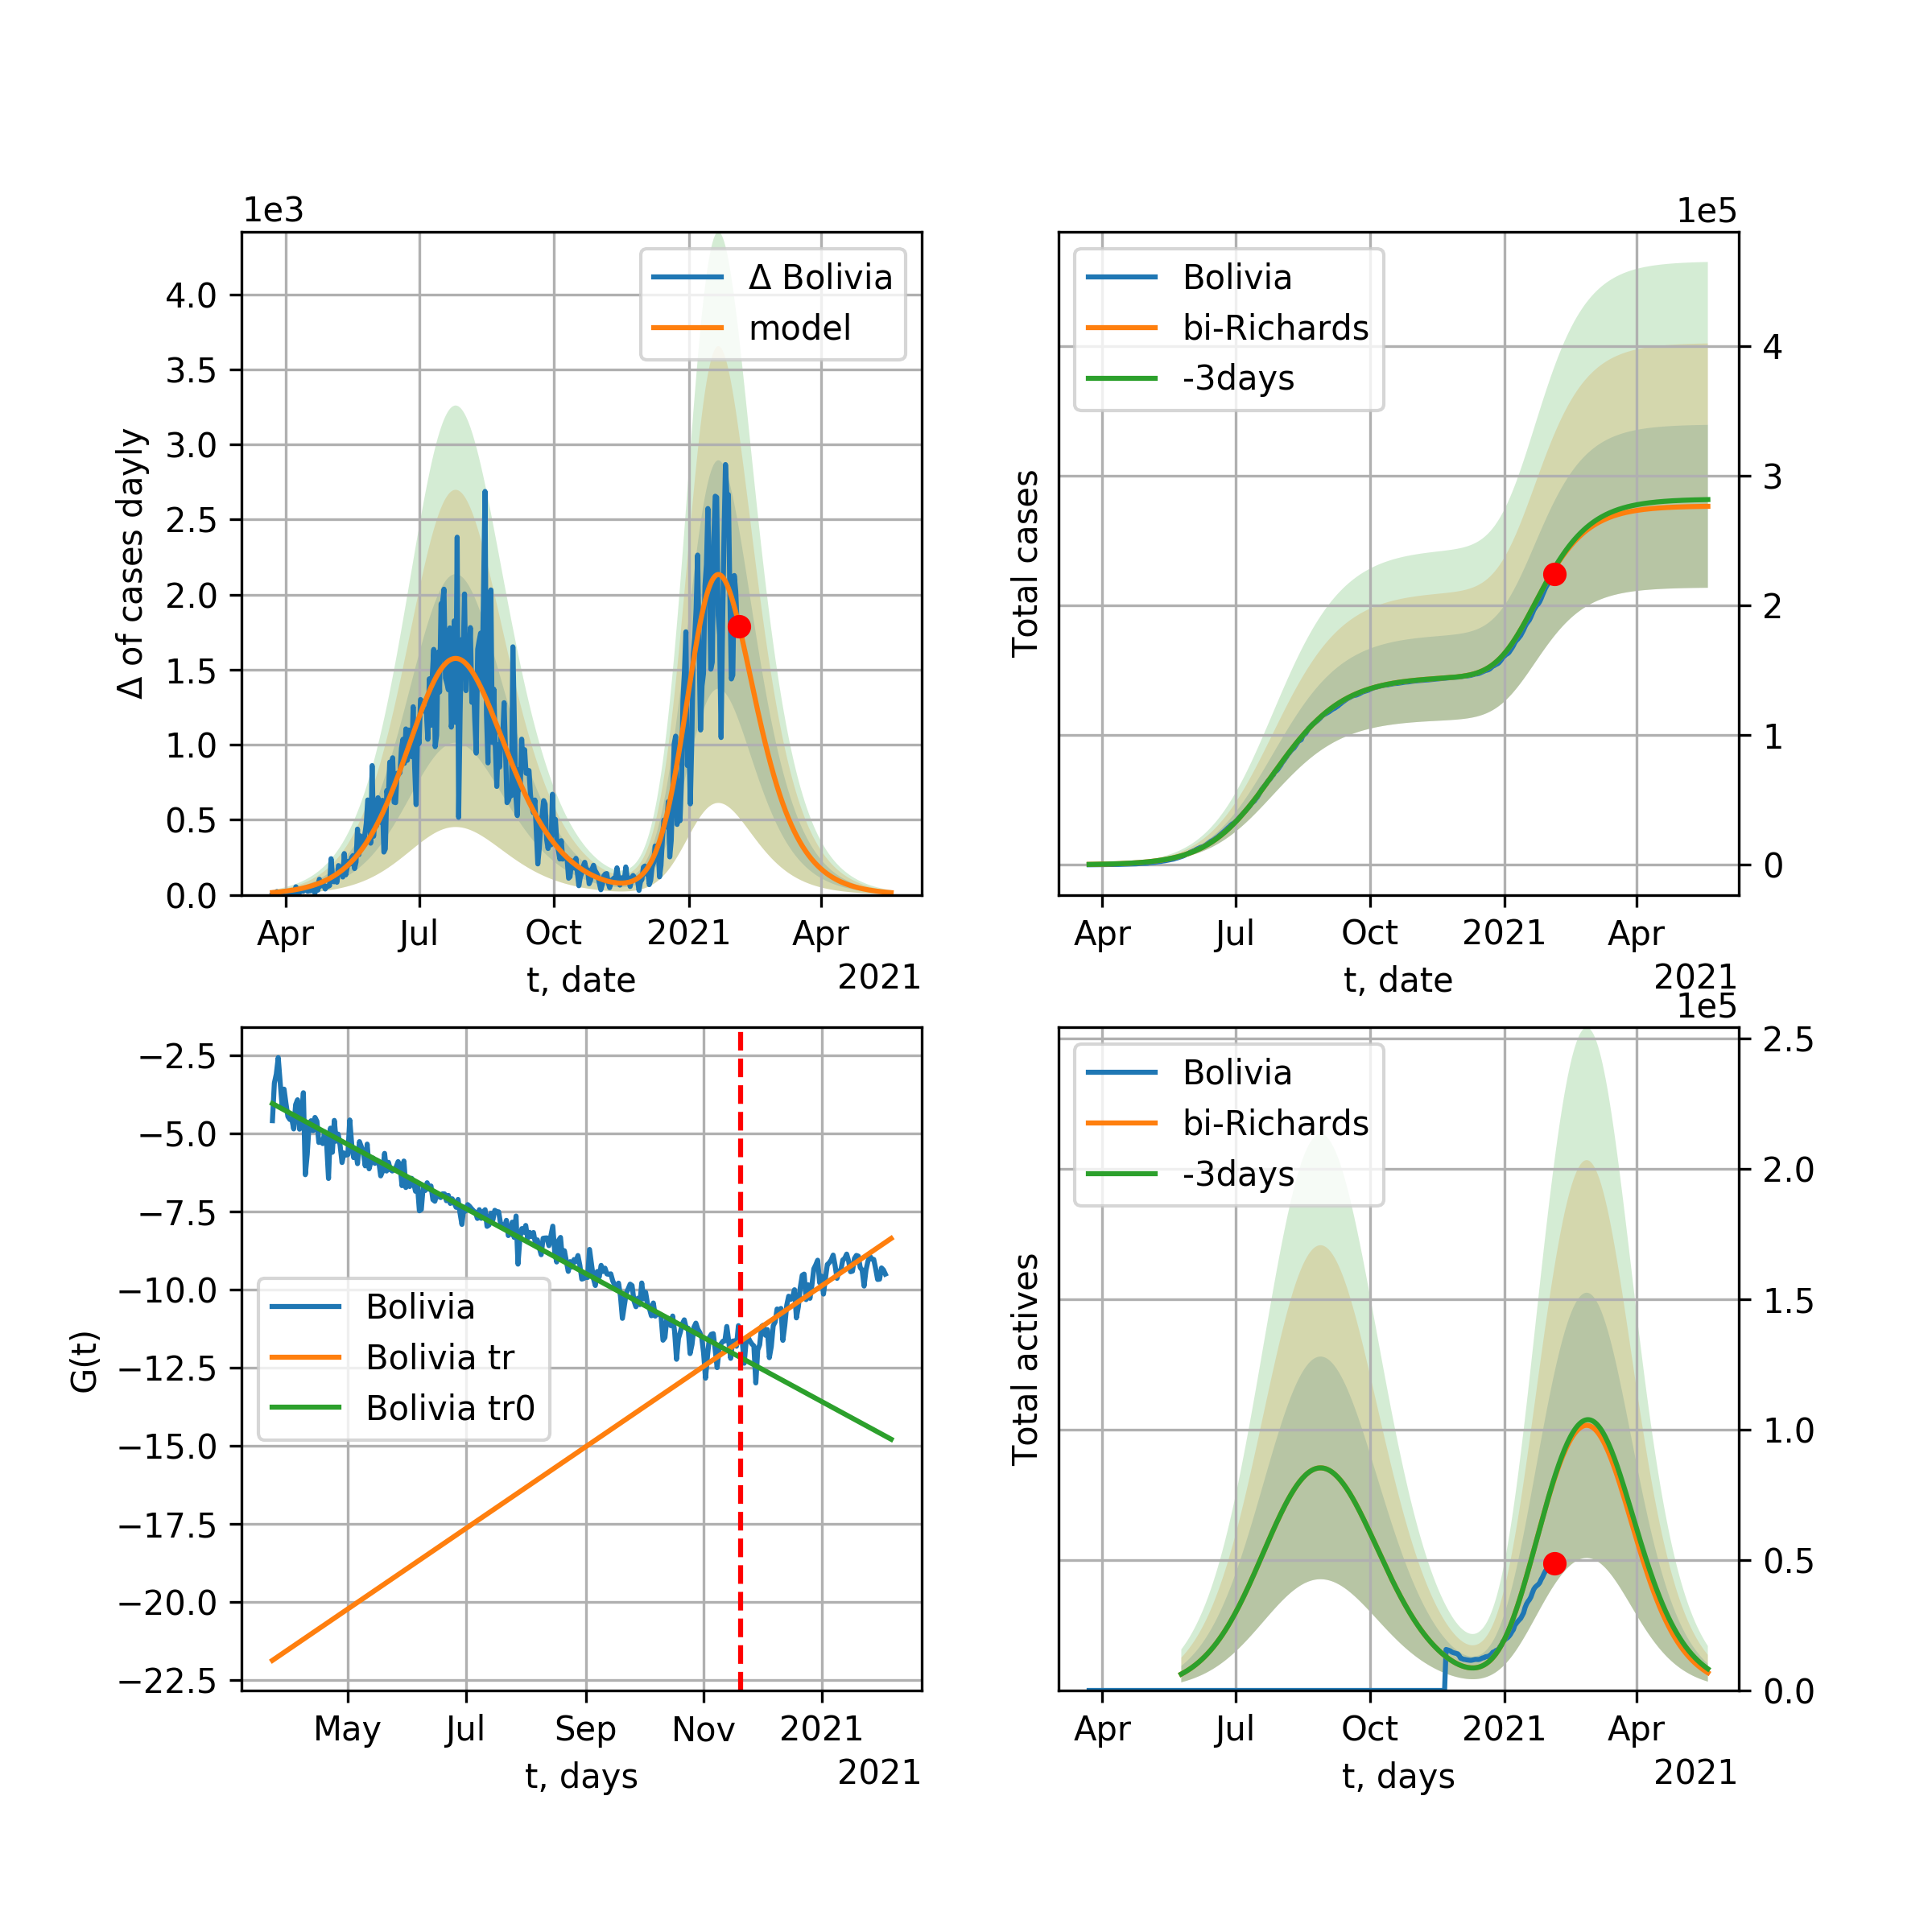 1e3
4.0
3.5
3.0
2.5
2.0
1.5
1.0
0.5
0.0
Δ of cases dayly
Δ Bolivia
model
Apr Jul Oct 2021 Apr
t, date
2021
1e5
Total cases
Bolivia
bi-Richards
-3days
4
3
2
1
0
Apr Jul Oct 2021 Apr
t, date
2021
−2.5
−5.0
−7.5
−10.0
−12.5
−15.0
−17.5
−20.0
−22.5
G(t)
Bolivia
Bolivia tr
Bolivia tr0
May Jul Sep Nov 2021
t, days
2021
1e5
Total actives
Bolivia
bi-Richards
-3days
2.5
2.0
1.5
1.0
0.5
0.0
Apr Jul Oct 2021 Apr
t, days
2021